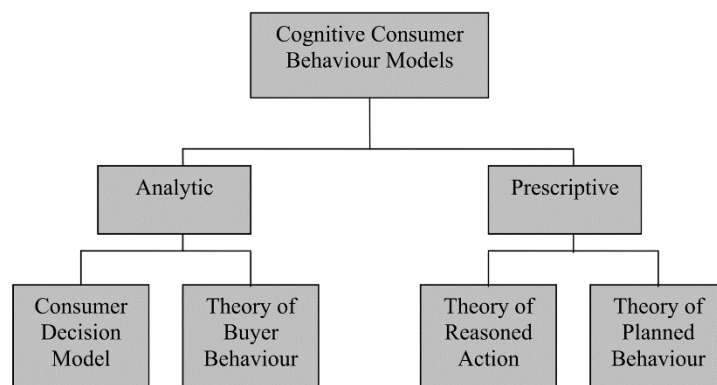 Cognitive Consumer
Behaviour Models
Analytic
Prescriptive
Consumer
Decision
Model
Theory of
Buyer
Behaviour
Theory of
Reasoned
Action
Theory of
Planned
Behaviour